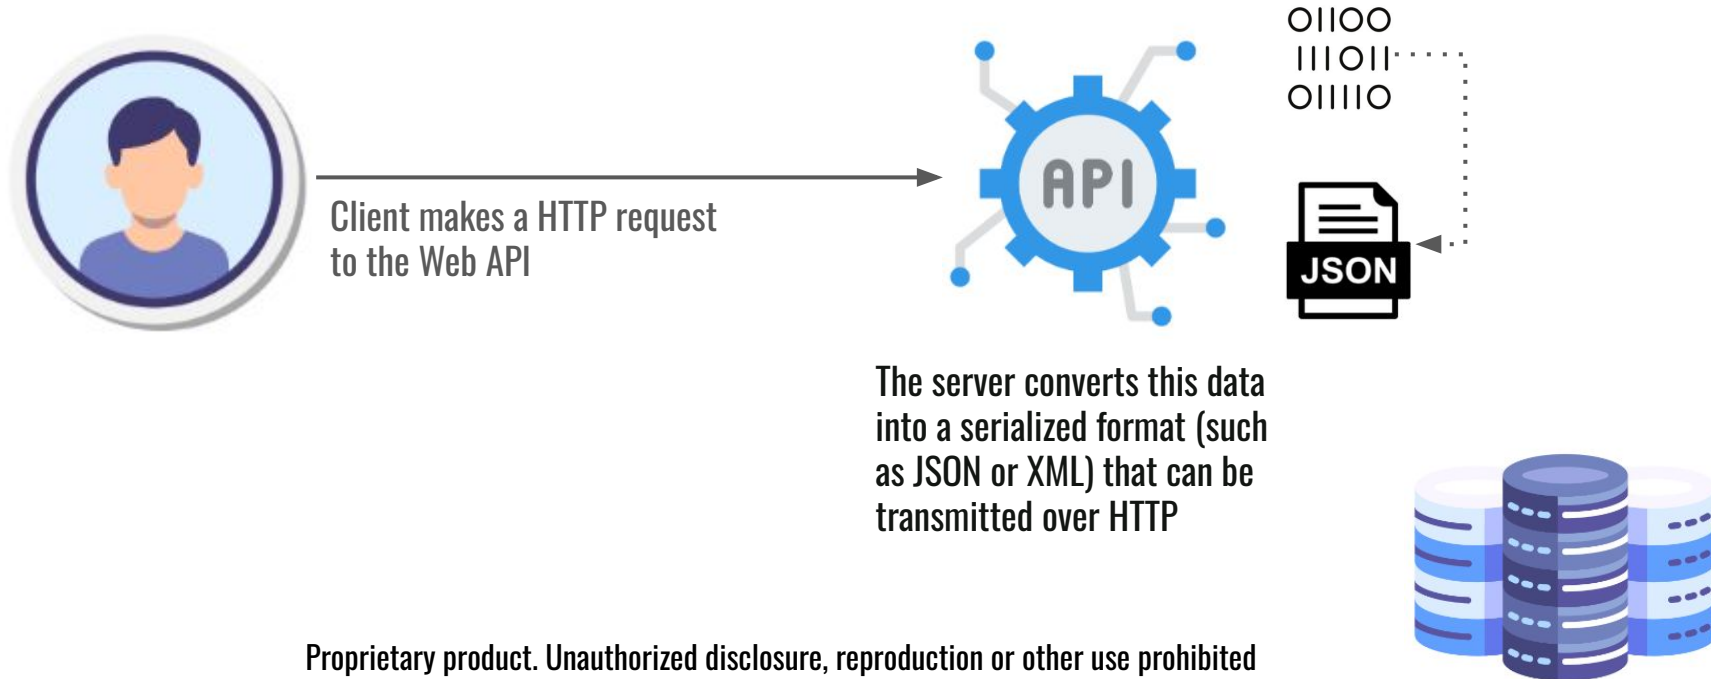 OIIOO
IIIOII
OIIIIO
API
JSON
Client makes a HTTP request
to the Web API
The server converts this data
into a serialized format (such
as JSON or XML) that can be
transmitted over HTTP
Proprietary product. Unauthorized disclosure, reproduction or other use prohibited